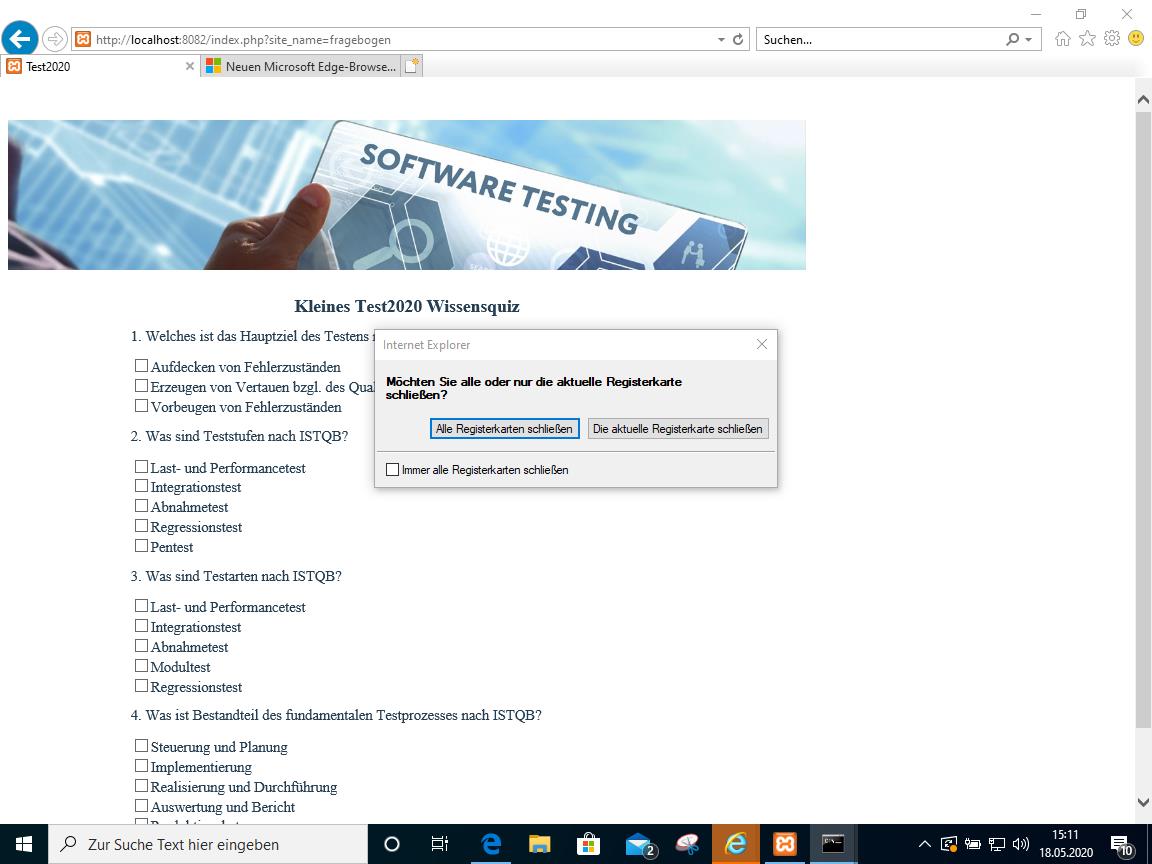 http://localhost:8082/index.php?site_name=fragebogen
Suchen...
Test2020
Neuen Microsoft Edge-Browse...
SOFTWARE TESTING
Kleines Test2020 Wissensquiz
1. Welches ist das Hauptziel des Testens
Aufdecken von Fehlerzuständen
Erzeugen von Vertauen bzgl. des Qual
Vorbeugen von Fehlerzuständen
Internet Explorer
Möchten Sie alle oder nur die aktuelle Registerkarte
schließen?
Alle Registerkarten schließen
Die aktuelle Registerkarte schließen
Immer alle Registerkarten schließen
2. Was sind Teststufen nach ISTQB?
Last- und Performancetest
Integrationstest
Abnahmetest
Regressionstest
Pentest
3. Was sind Testarten nach ISTQB?
Last- und Performancetest
Integrationstest
Abnahmetest
Modultest
Regressionstest
4. Was ist Bestandteil des fundamentalen Testprozesses nach ISTQB?
Steuerung und Planung
Implementierung
Realisierung und Durchführung
Auswertung und Bericht
Zur Suche Text hier eingeben
2
15:11
18.05.2020
10